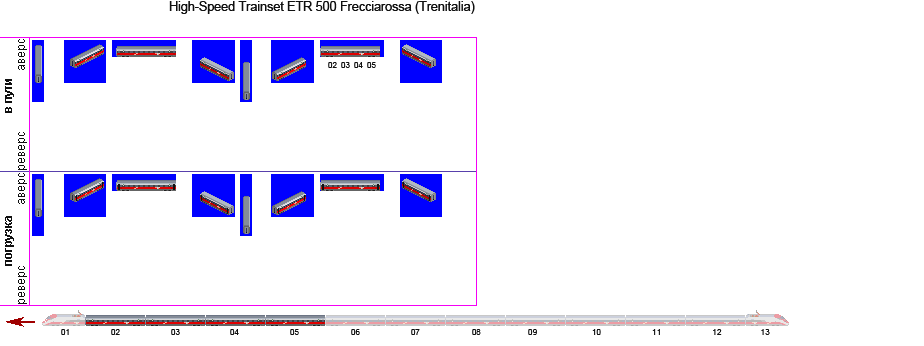 High-Speed Trainset ETR 500 Frecciarossa (Trenitalia)
в пути
аверс
02 03 04 05
реверс
погрузка
аверс
реверс
01 02 03 04 05 06 07 08 09 10 11 12 13